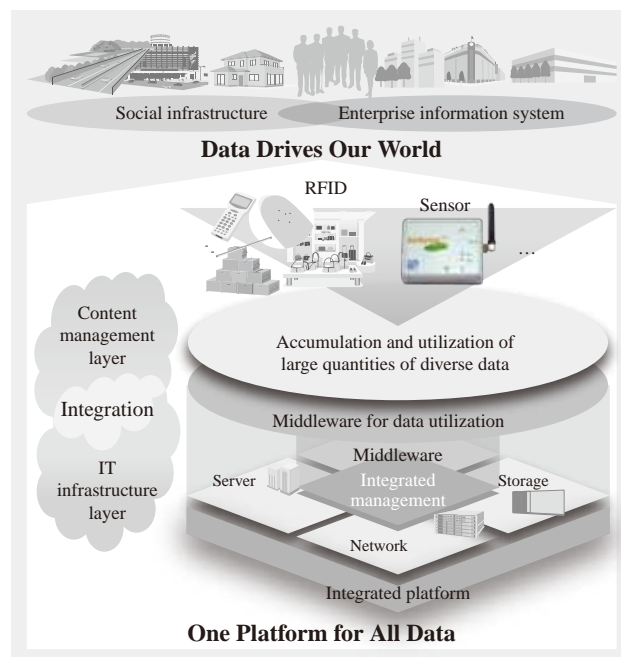 Social infrastructure
Enterprise information system
Data Drives Our World
RFID
Sensor
...
Accumulation and utilization of
large quantities of diverse data
Content
management
layer
Integration
IT
infrastructure
layer
Middleware for data utilization
Middleware
Server
Integrated
management
Storage
Network
Integrated platform
One Platform for All Data